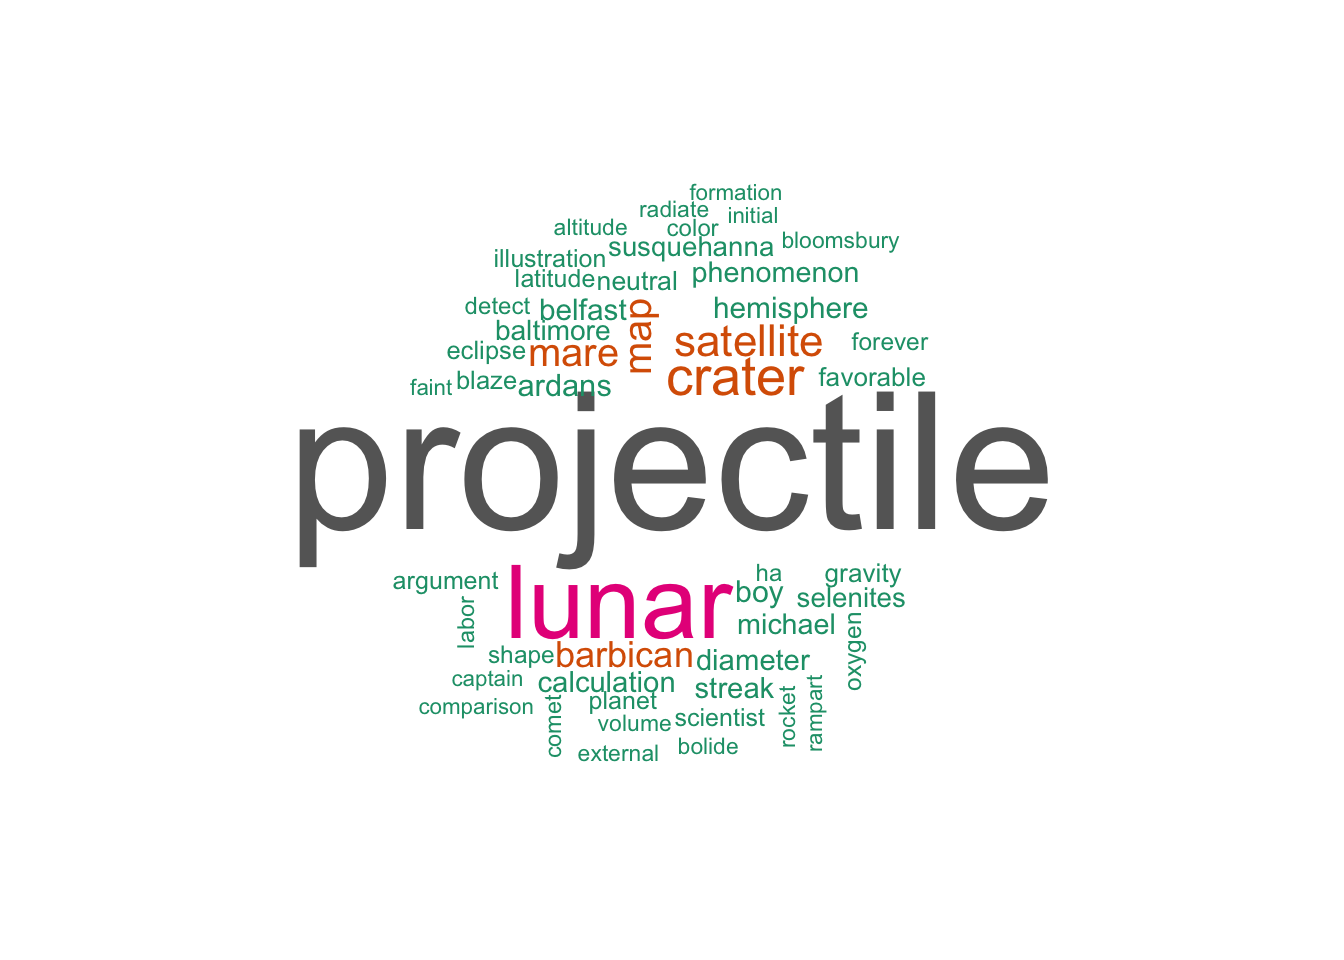 formation
radiate
initial
altitude
color
bloomsbury
susquehanna
illustration
phenomenon
latitude
neutral
detect
belfast
map
hemisphere
baltimore
satellite
forever
eclipse
mare
crater
favorable
faint
blaze
ardans
projectile
argument
lunar
ha
gravity
boy
selenites
labor
michael
oxygen
shape
barbican
diameter
captain
calculation
streak
comparison
planet
comet
volume
scientist
rocket
rampart
external
bolide